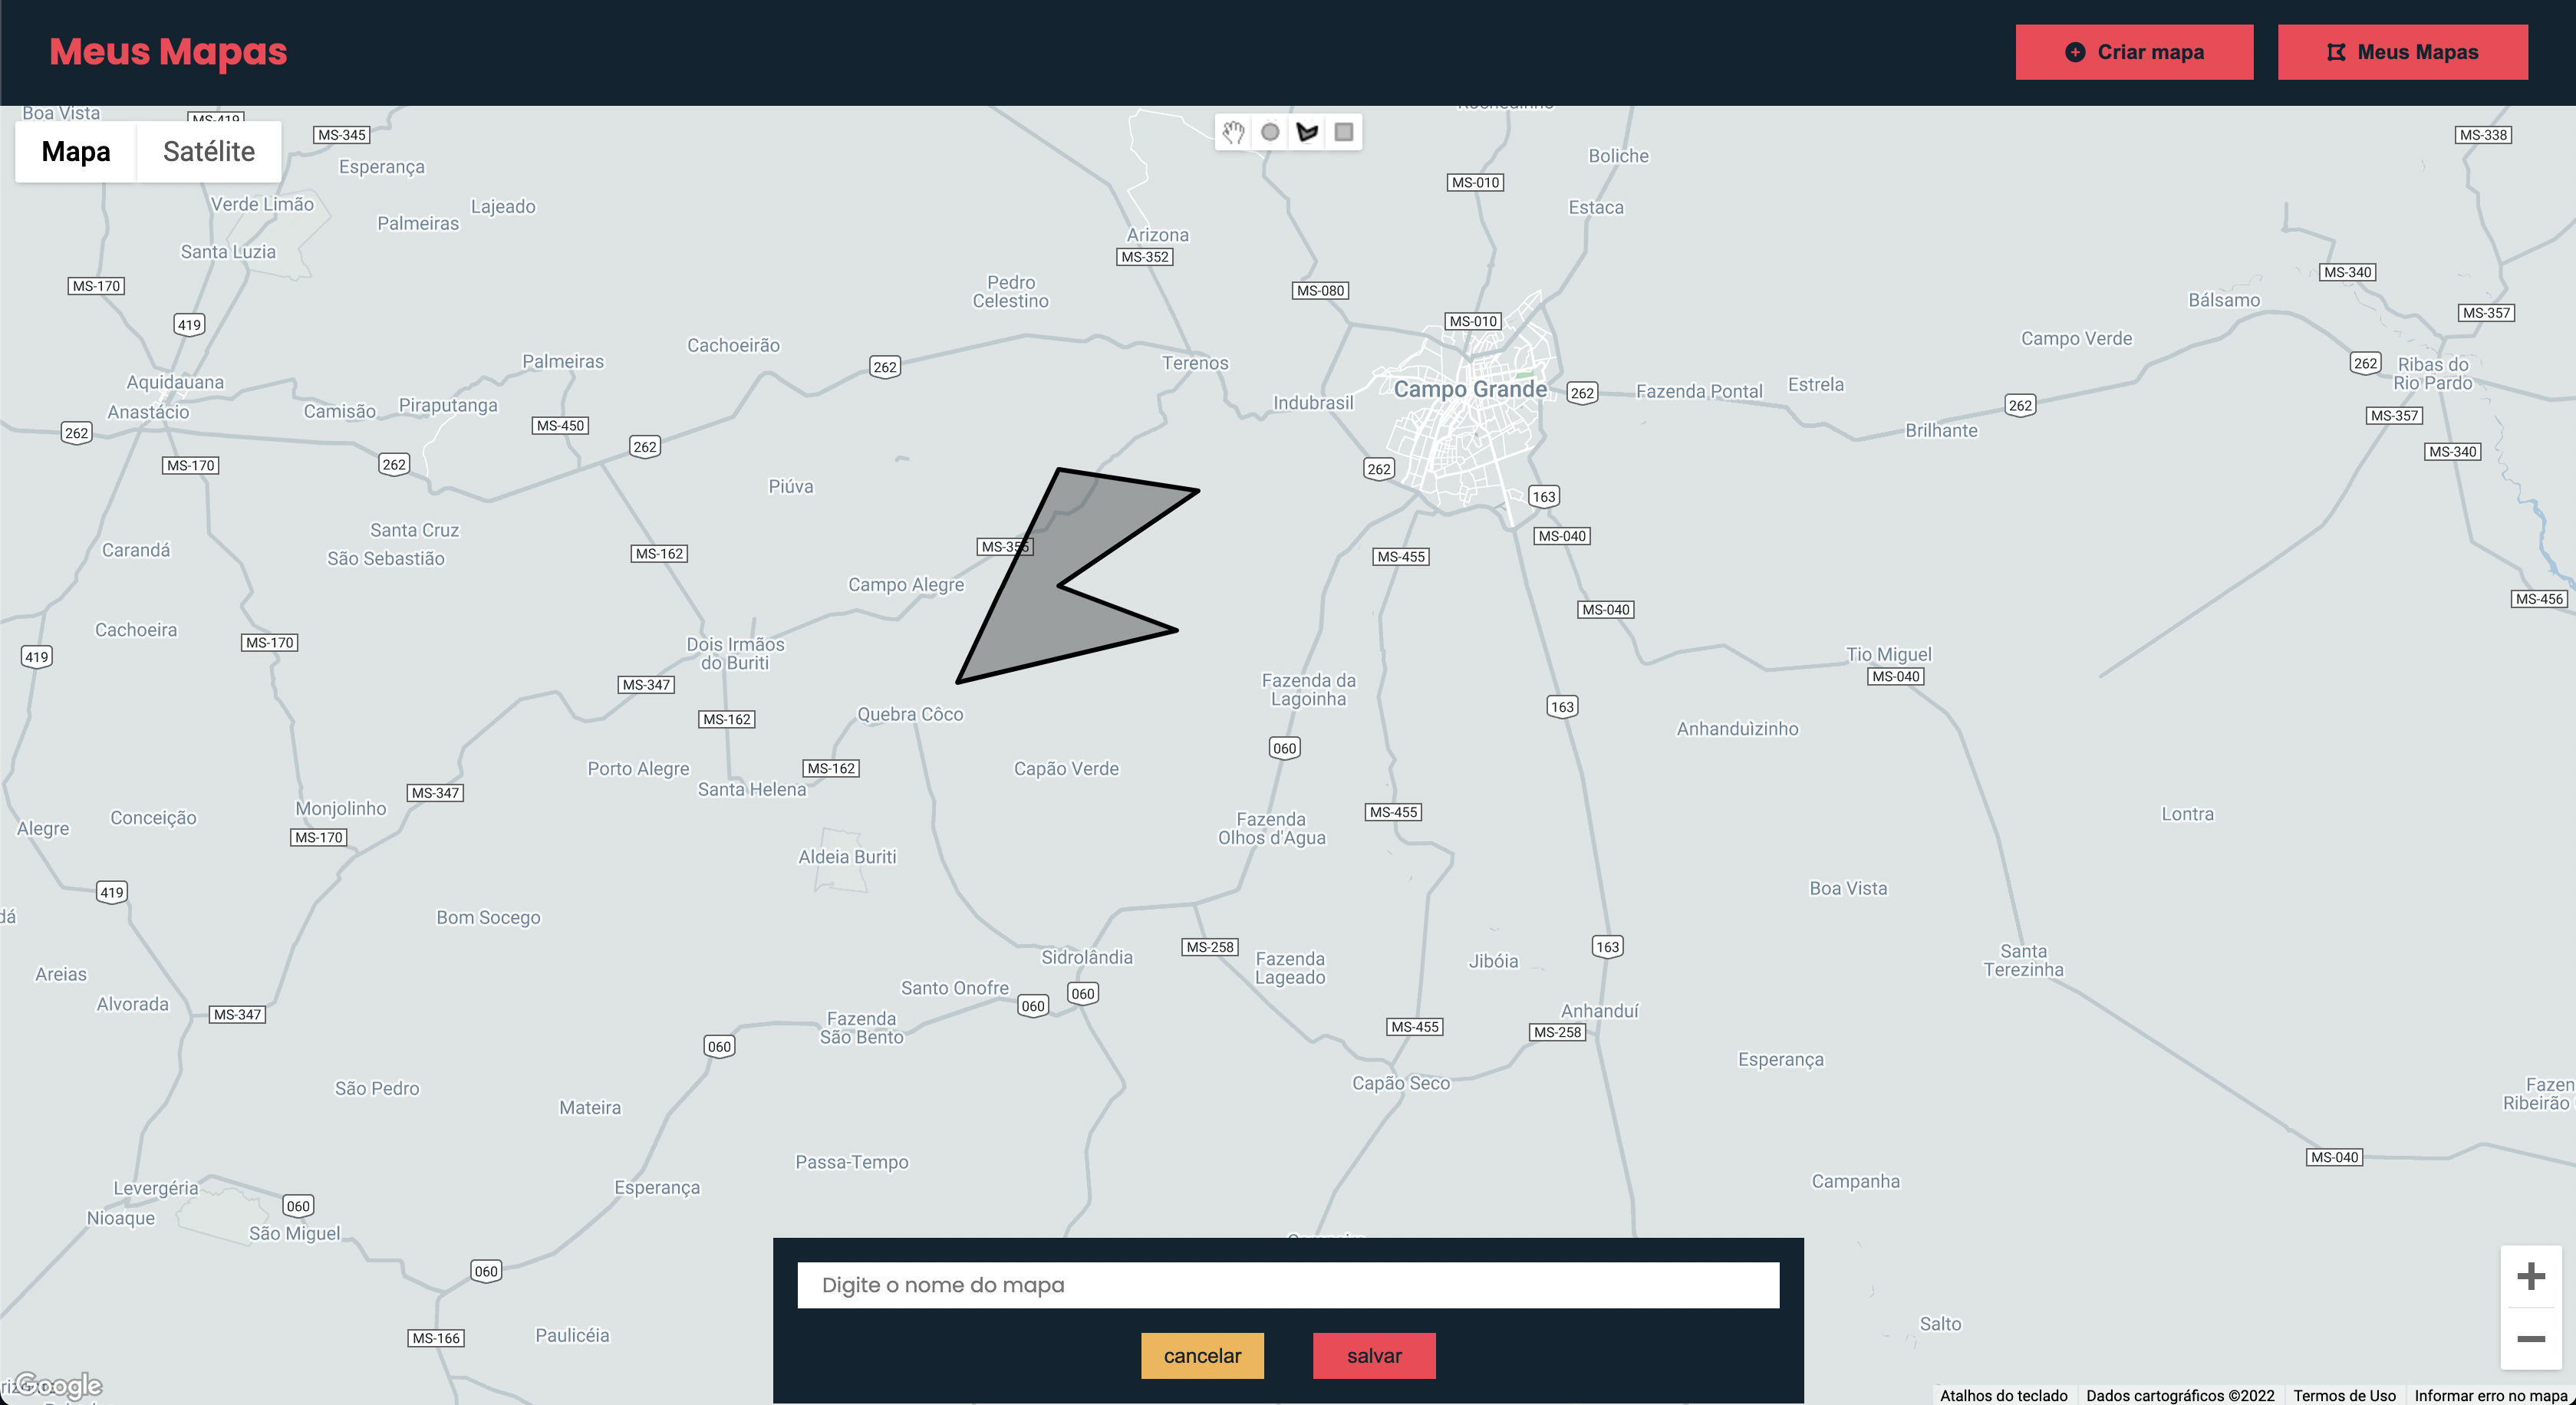 Meus Mapas
Criar mapa
Meus Mapas
Boa Vista
MS-419
MS-345
MS-338
Mapa
Satélite
Esperança
Boliche
MS-010
Verde Limão
Lajeado
Palmeiras
Estaca
Santa Luzia
Arizona
MS-352
MS-170
Pedro
Celestino
MS-080
MS-340
Bálsamo
MS-357
419
MS-010
Campo Verde
Cachoeirão
Palmeiras
262
Terenos
262
Ribas do
Rio Pardo
Aquidauana
Anastácio
Camisão
Piraputanga
Indubrasil
Campo Grande
262
Fazenda Pontal
Estrela
262
MS-357
262
MS-450
262
Brilhante
MS-340
MS-170
262
262
Piúva
163
Santa Cruz
São Sebastião
Carandá
MS-162
MS-355
MS-455
MS-040
Campo Alegre
MS-456
MS-040
Cachoeira
MS-170
419
Dois Irmãos
do Buriti
Tio Miguel
MS-040
MS-347
Fazenda da
Lagoinha
MS-162
Quebra Côco
163
Anhanduìzinho
060
Porto Alegre
MS-162
Capão Verde
Santa Helena
MS-347
Monjolinho
MS-170
Conceição
Alegre
MS-455
Lontra
Fazenda
Olhos d'Agua
Aldeia Buriti
419
Boa Vista
dá
Bom Socego
MS-258
163
Sidrolândia
Fazenda
Lageado
Jibóia
Santa
Terezinha
Areias
Santo Onofre
060
060
Alvorada
MS-347
Anhanduí
Fazenda
São Bento
MS-455
MS-258
060
Esperança
Capão Seco
São Pedro
Mateira
Fazen
Ribeirão
Passa-Tempo
MS-040
Levergéria
Esperança
Campanha
060
Nioaque
São Miguel
060
Digite o nome do mapa
Salto
MS-166
Paulicéia
cancelar
salvar
Google
Atalhos do teclado
Dados cartográficos ©2022
Termos de Uso
Informar erro no mapa